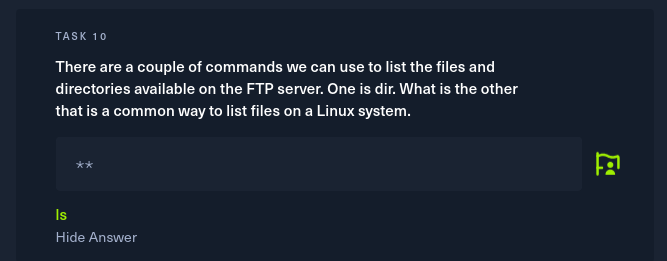 TASK 10
There are a couple of commands we can use to list the files and
directories available on the FTP server. One is dir. What is the other
that is a common way to list files on a Linux system.
**
ls
Hide Answer